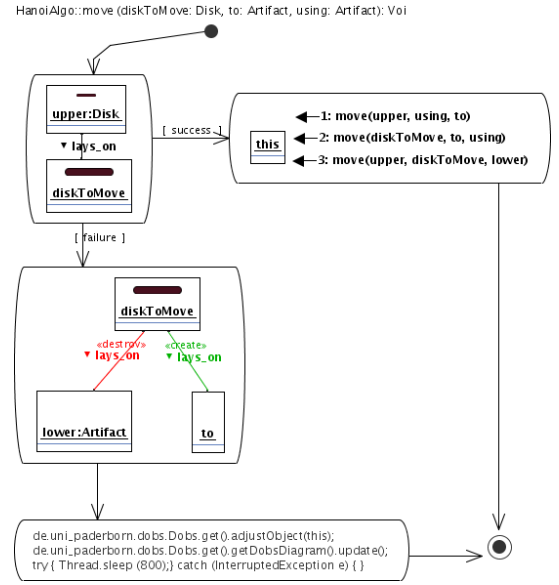 HanoiAlgo::move (diskToMove: Disk, to: Artifact, using: Artifact): Voi
upper:Disk
▼ lays_on
diskToMove
[ success ]
1: move(upper, using, to)
this
2: move(diskToMove, to, using)
3: move(upper, diskToMove, lower)
[ failure ]
diskToMove
«destroy»
▼ lays_on
«create»
▼ lays_on
lower:Artifact
to
de.uni_paderborn.dobs.Dobs.get().adjustObject(this);
de.uni_paderborn.dobs.Dobs.get().getDobsDiagram().update();
try { Thread.sleep (800);} catch (InterruptedException e) { }